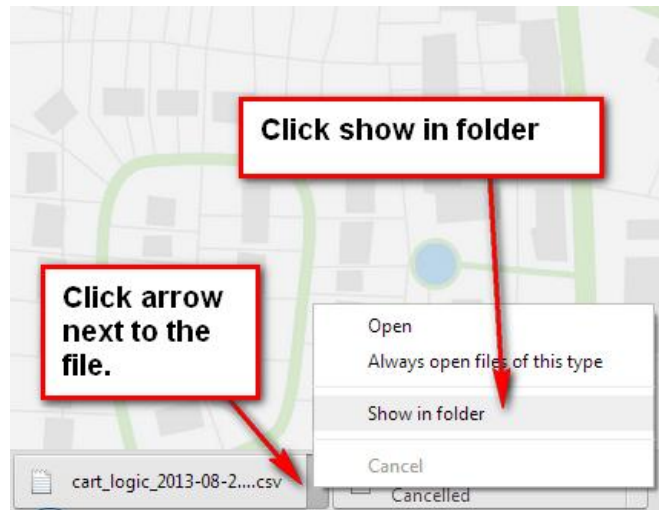 Click show in folder
Click arrow
next to the
file.
Open
Always open files of this type
Show in folder
Cancel
cart_logic_2013-08-2....csv
Cancelled